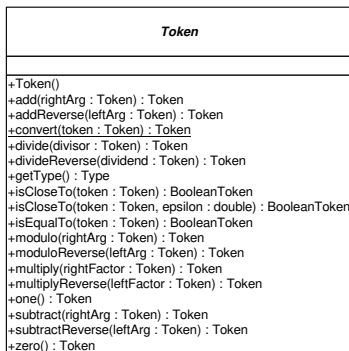 Token
+Token()
+add(rightArg : Token) : Token
+addReverse(leftArg : Token) : Token
+convert(token : Token) : Token
+divide(divisor : Token) : Token
+divideReverse(dividend : Token) : Token
+getType() : Type
+isCloseTo(token : Token) : BooleanToken
+isCloseTo(token : Token, epsilon : double) : BooleanToken
+isEqualTo(token : Token) : BooleanToken
+modulo(rightArg : Token) : Token
+moduloReverse(leftArg : Token) : Token
+multiply(rightFactor : Token) : Token
+multiplyReverse(leftFactor : Token) : Token
+one() : Token
+subtract(rightArg : Token) : Token
+subtractReverse(leftArg : Token) : Token
+zero() : Token